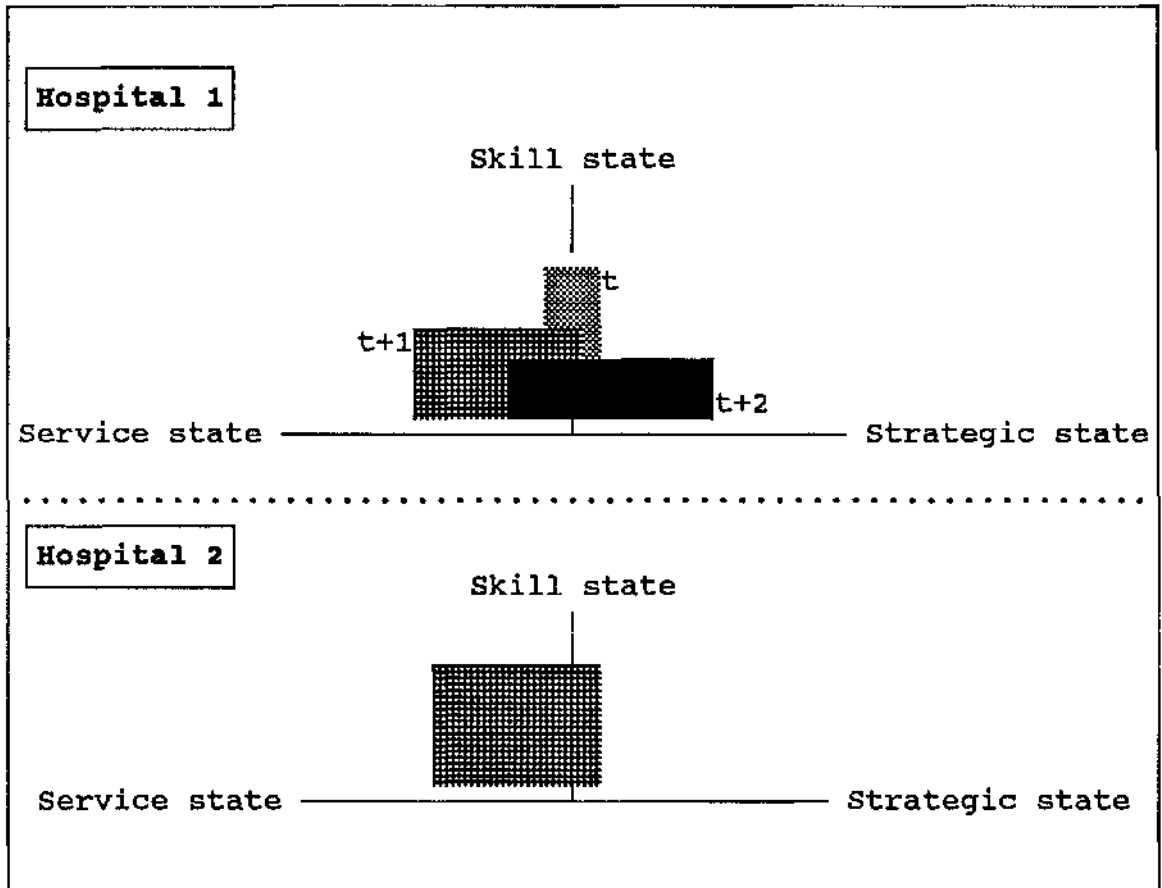 Hospital 1
Skill state
t
t+1
t+2
Service state
Strategic state
Hospital 2
Skill state
Service state
Strategic state